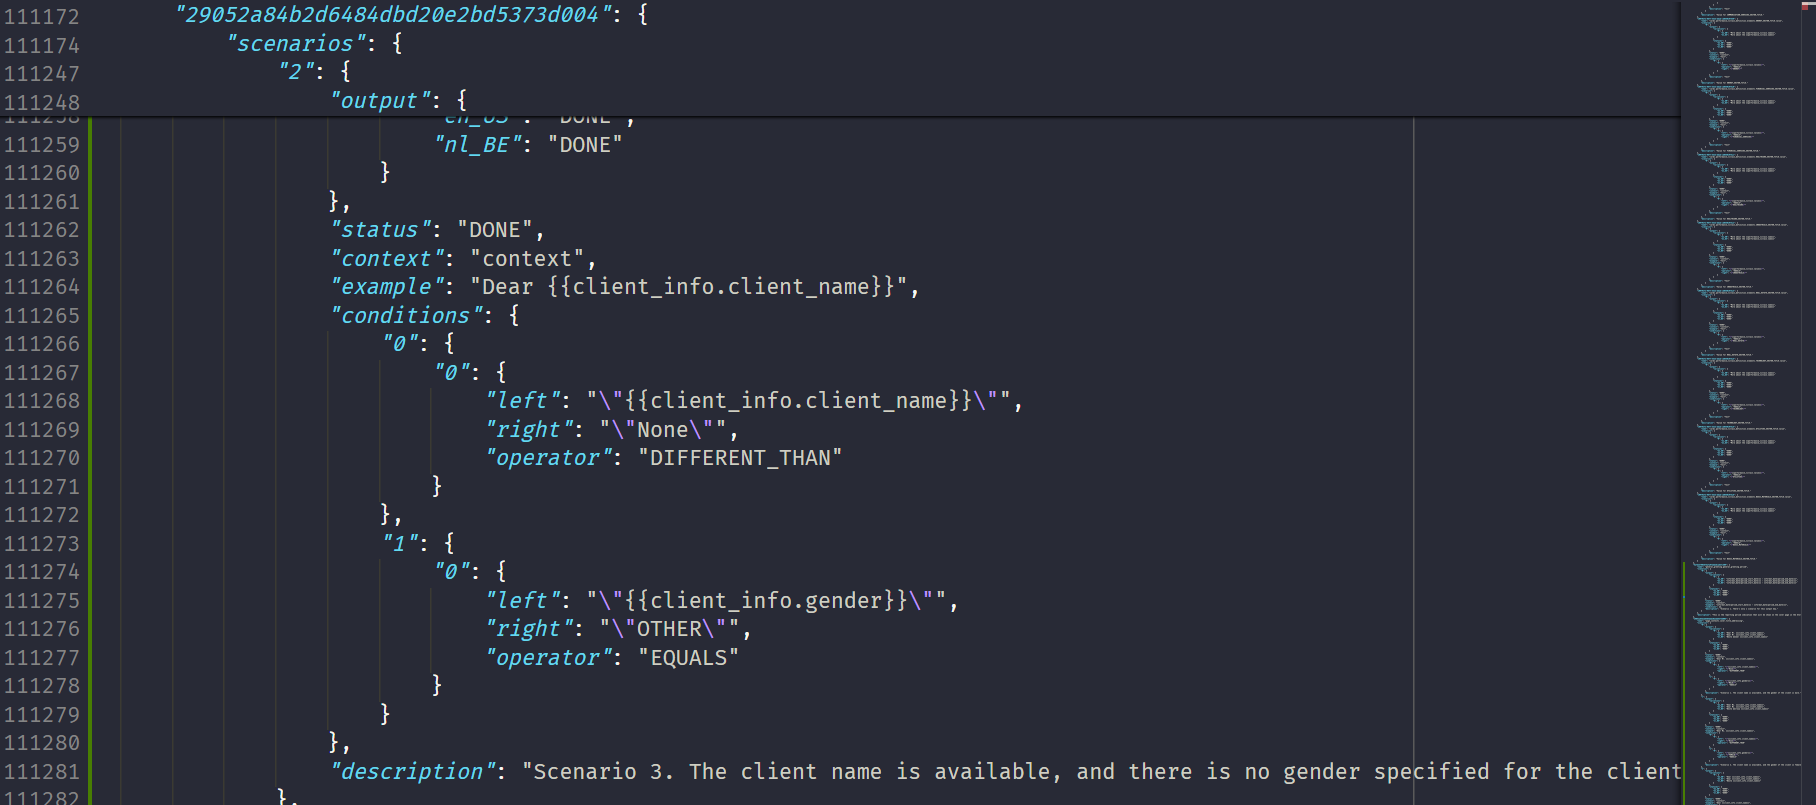 111172 "29052a84b2d6484dbd20e2bd5373d004": {
111174 "scenarios": {
111247 "2": {
111248 "output": {
111258 "en_US": "DONE",
111259 "nl_BE": "DONE"
111260 }
111261 },
111262 "status": "DONE",
111263 "context": "context",
111264 "example": "Dear {{client_info.client_name}}",
111265 "conditions": {
111266 "0": {
111267 "0": {
111268 "left": "\"{{client_info.client_name}}\"",
111269 "right": "\"None\"",
111270 "operator": "DIFFERENT_THAN"
111271 }
111272 },
111273 "1": {
111274 "0": {
111275 "left": "\"{{client_info.gender}}\"",
111276 "right": "\"OTHER\"",
111277 "operator": "EQUALS"
111278 }
111279 }
111280 },
111281 "description": "Scenario 3. The client name is available, and there is no gender specified for the client
111282 },